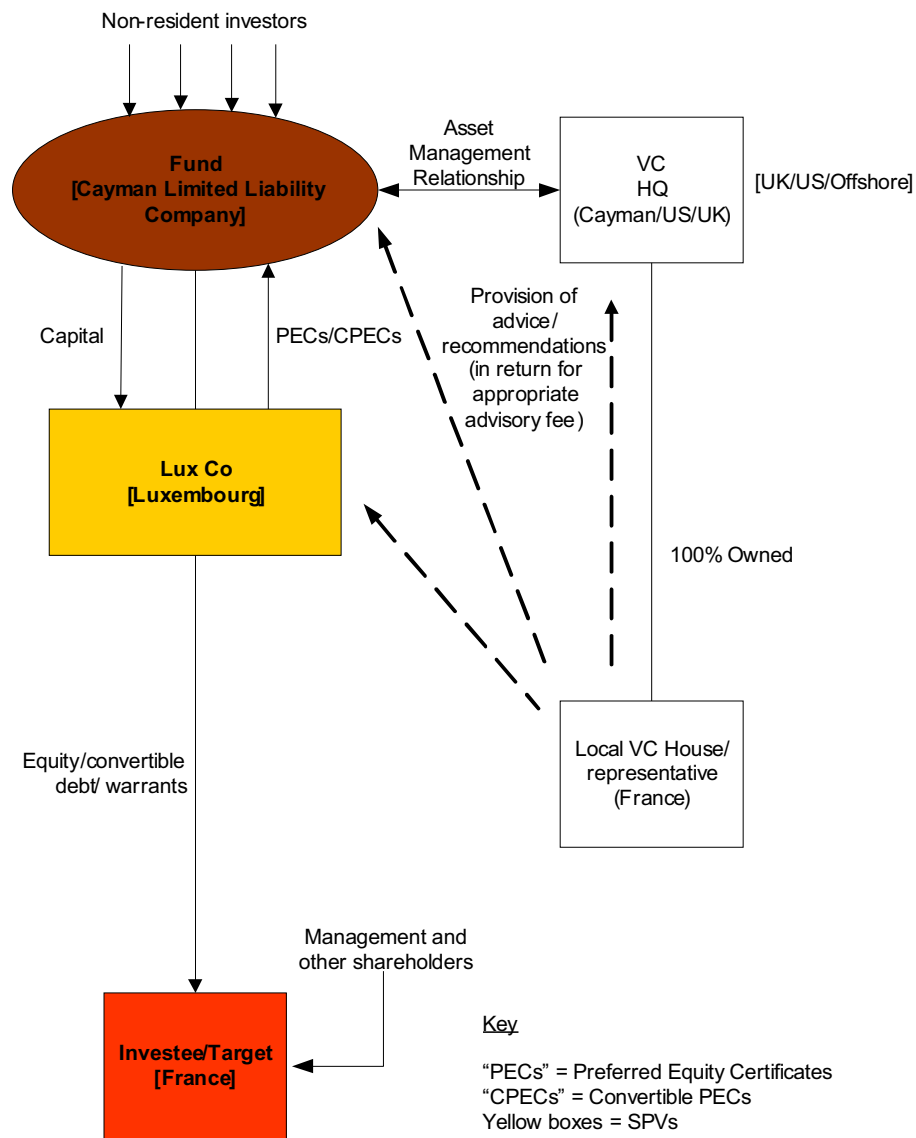 Non-resident investors
Fund
[Cayman Limited Liability
Company]
Asset
Management
Relationship
VC
HQ
(Cayman/US/UK)
[UK/US/Offshore]
Capital
PECs/CPECs
Provision of
advice/
recommendations
(in return for
appropriate
advisory fee)
Lux Co
[Luxembourg]
100% Owned
Equity/convertible
debt/ warrants
Local VC House/
representative
(France)
Management and
other shareholders
Investee/Target
[France]
Key
“PECs” = Preferred Equity Certificates
“CPECs” = Convertible PECs
Yellow boxes = SPVs